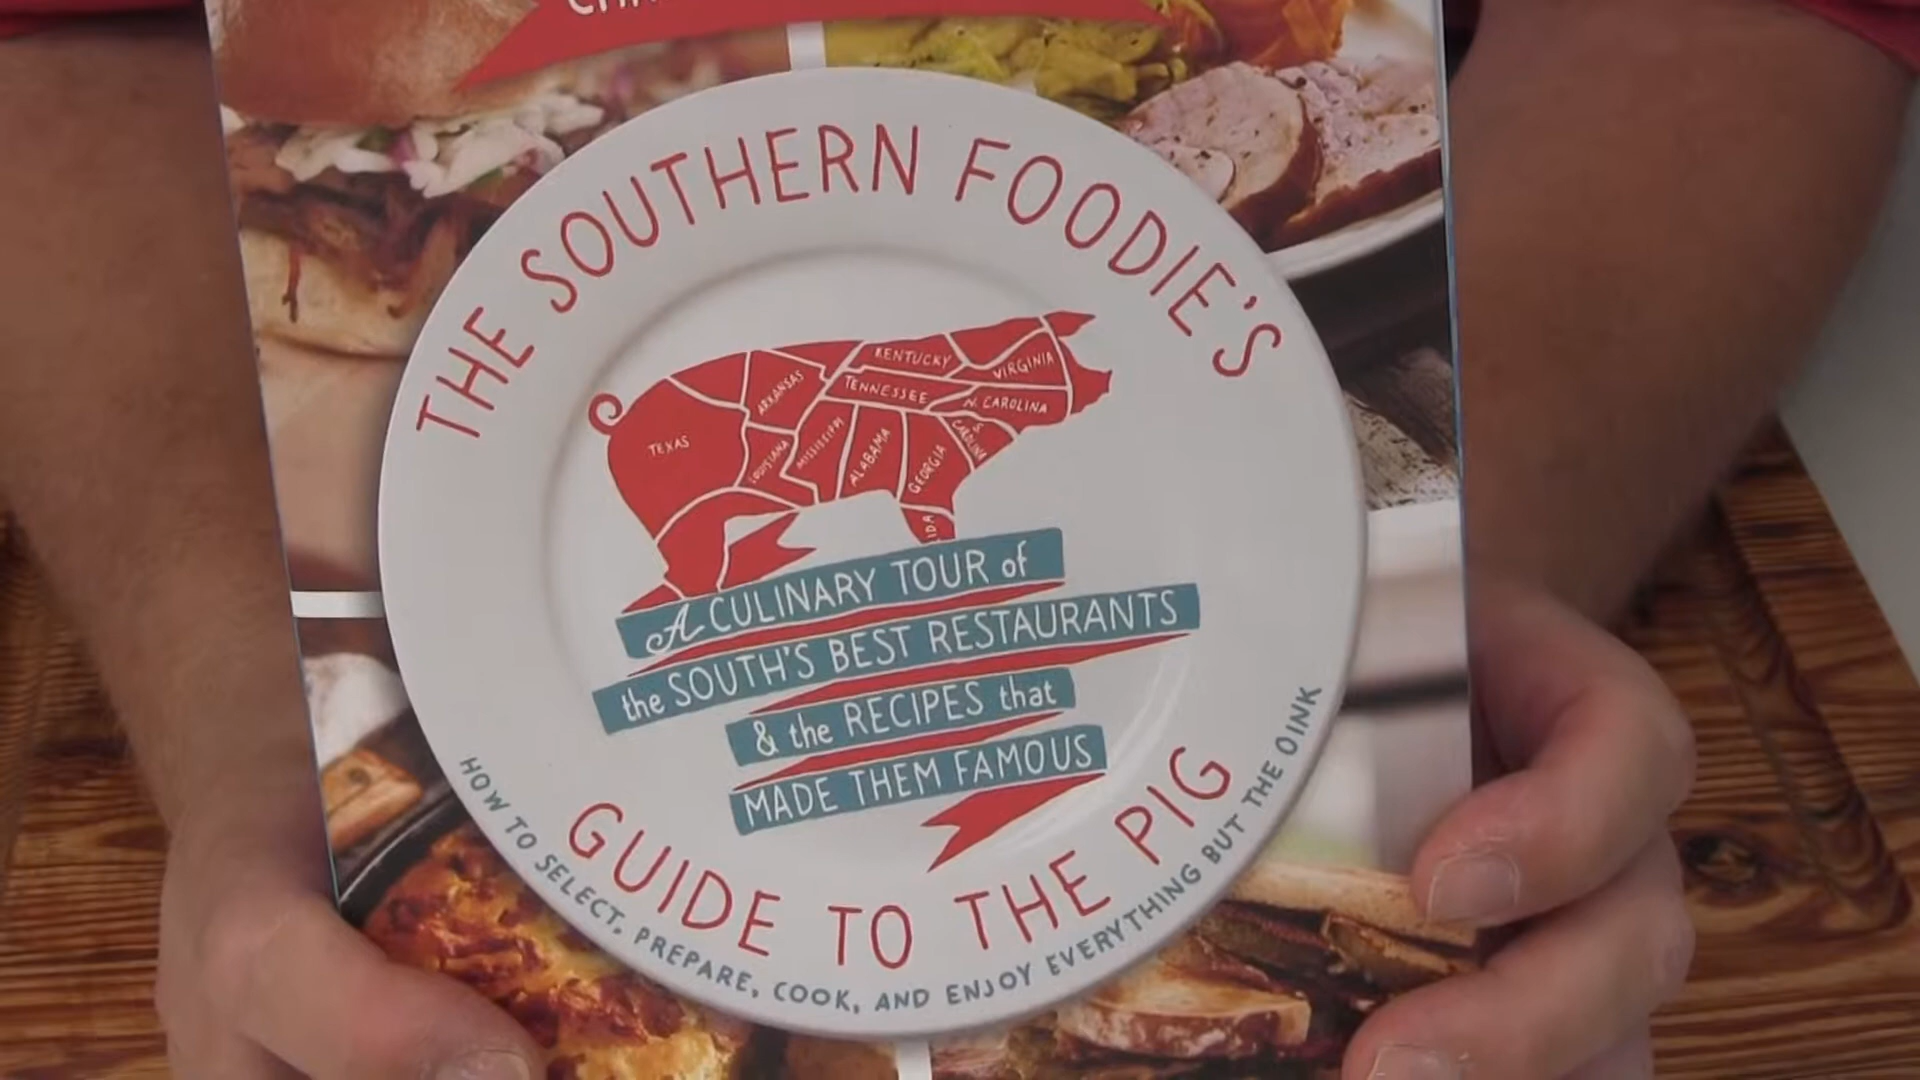 THE SOUTHERN FOODIE'S
KENTUCKY
VIRGINIA
ARKANSAS
TENNESSEE
N. CAROLINA
TEXAS
LOUISIANA
MISSISSIPPI
ALABAMA
GEORGIA
S. CAROLINA
A CULINARY TOUR of
the SOUTH'S BEST RESTAURANTS
& the RECIPES that
MADE THEM FAMOUS
GUIDE TO THE PIG
HOW TO SELECT, PREPARE, COOK, AND ENJOY EVERYTHING BUT THE OINK